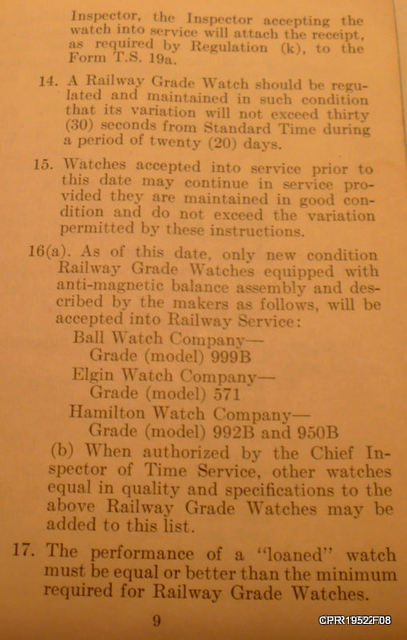 Inspector, the Inspector accepting the
watch into service will attach the receipt,
as required by Regulation (k), to the
Form T.S. 19a.
14. A Railway Grade Watch should be regu-
lated and maintained in such condition
that its variation will not exceed thirty
(30) seconds from Standard Time during
a period of twenty (20) days.
15. Watches accepted into service prior to
this date may continue in service pro-
vided they are maintained in good con-
dition and do not exceed the variation
permitted by these instructions.
16(a). As of this date, only new condition
Railway Grade Watches equipped with
anti-magnetic balance assembly and des-
cribed by the makers as follows, will be
accepted into Railway Service:
Ball Watch Company—
Grade (model) 999B
Elgin Watch Company—
Grade (model) 571
Hamilton Watch Company—
Grade (model) 992B and 950B
(b) When authorized by the Chief In-
spector of Time Service, other watches
equal in quality and specifications to the
above Railway Grade Watches may be
added to this list.
17. The performance of a "loaned" watch
must be equal or better than the minimum
required for Railway Grade Watches.
9
CPR1952F08